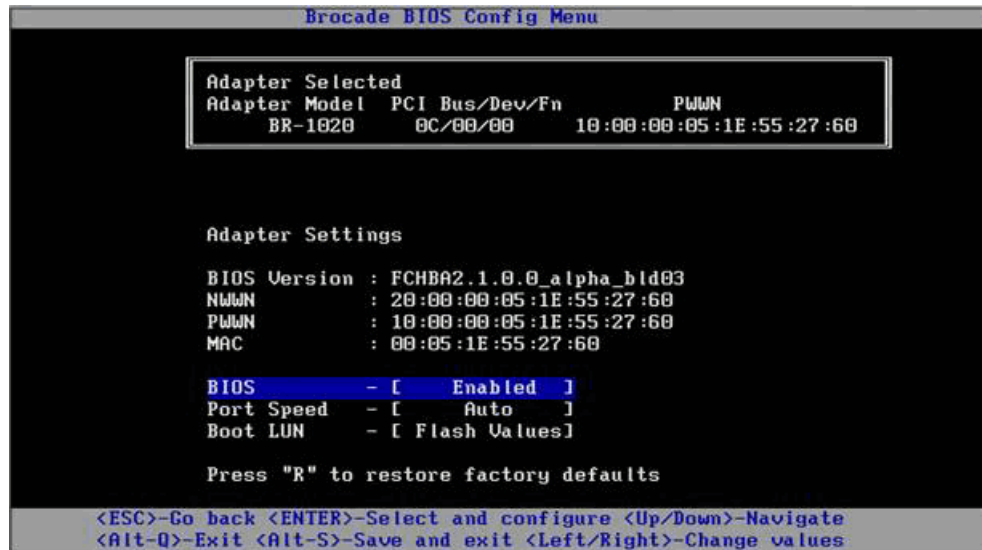 Brocade BIOS Config Menu
Adapter Selected
Adapter Model PCI Bus/Dev/Fn PWWN
BR-1020 0C/00/00 10:00:00:05:1E:55:27:60
Adapter Settings
BIOS Version : FCHBA2.1.0.0_alpha_bld03
NWWN : 20:00:00:05:1E:55:27:60
PWWN : 10:00:00:05:1E:55:27:60
MAC : 00:05:1E:55:27:60
BIOS - [ Enabled ]
Port Speed - [ Auto ]
Boot LUN - [ Flash Values]
Press "R" to restore factory defaults
<ESC>-Go back <ENTER>-Select and configure <Up/Down>-Navigate
<Alt-Q>-Exit <Alt-S>-Save and exit <Left/Right>-Change values